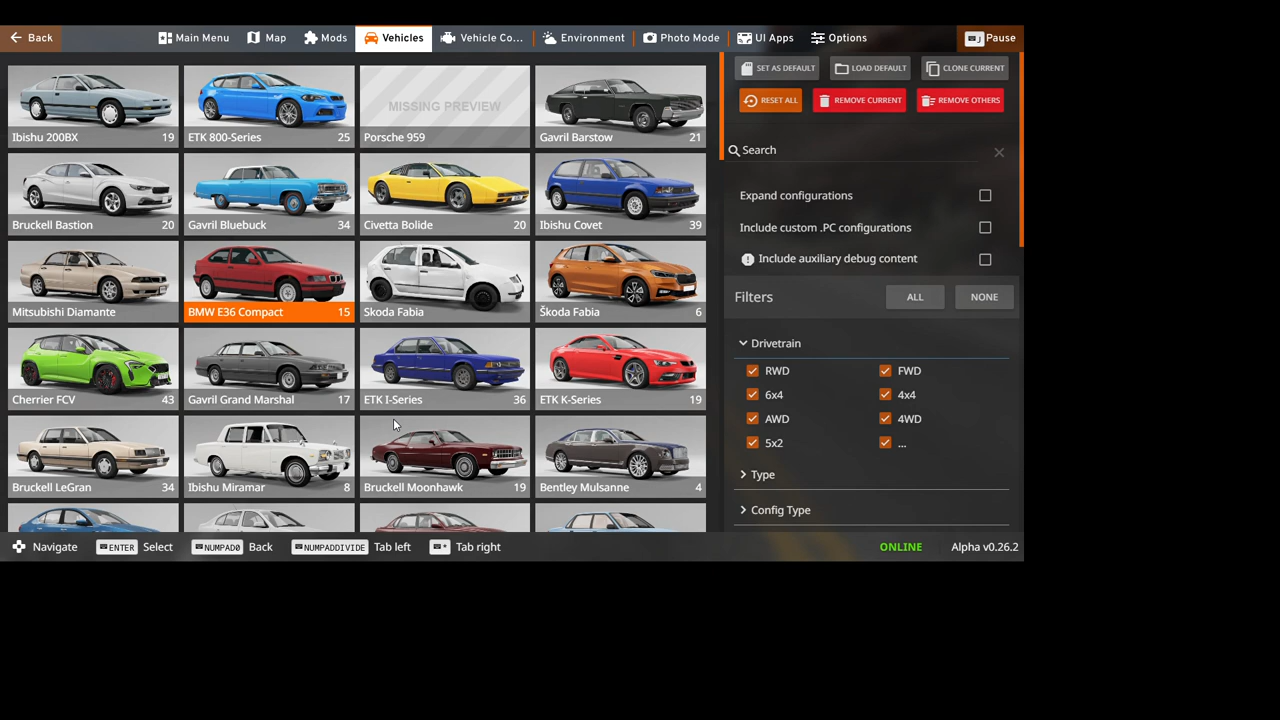 Back
Main Menu
Map
Mods
Vehicles
Vehicle Co...
Environment
Photo Mode
UI Apps
Options
Pause
SET AS DEFAULT
LOAD DEFAULT
CLONE CURRENT
RESET ALL
REMOVE CURRENT
REMOVE OTHERS
Search
Expand configurations
Include custom .PC configurations
Include auxiliary debug content
Filters
ALL
NONE
Drivetrain
RWD
FWD
6x4
4x4
AWD
4WD
5x2
...
Type
Config Type
Ibishu 200BX 19
ETK 800-Series 25
MISSING PREVIEW
Porsche 959
Gavril Barstow 21
Bruckell Bastion 20
Gavril Bluebuck 34
Civetta Bolide 20
Ibishu Covet 39
Mitsubishi Diamante
BMW E36 Compact 15
Skoda Fabia
Škoda Fabia 6
Cherrier FCV 43
Gavril Grand Marshal 17
ETK I-Series 36
ETK K-Series 19
Bruckell LeGran 34
Ibishu Miramar 8
Bruckell Moonhawk 19
Bentley Mulsanne 4
Navigate
ENTER Select
NUMPAD0 Back
NUMPADDIVIDE Tab left
* Tab right
ONLINE
Alpha v0.26.2